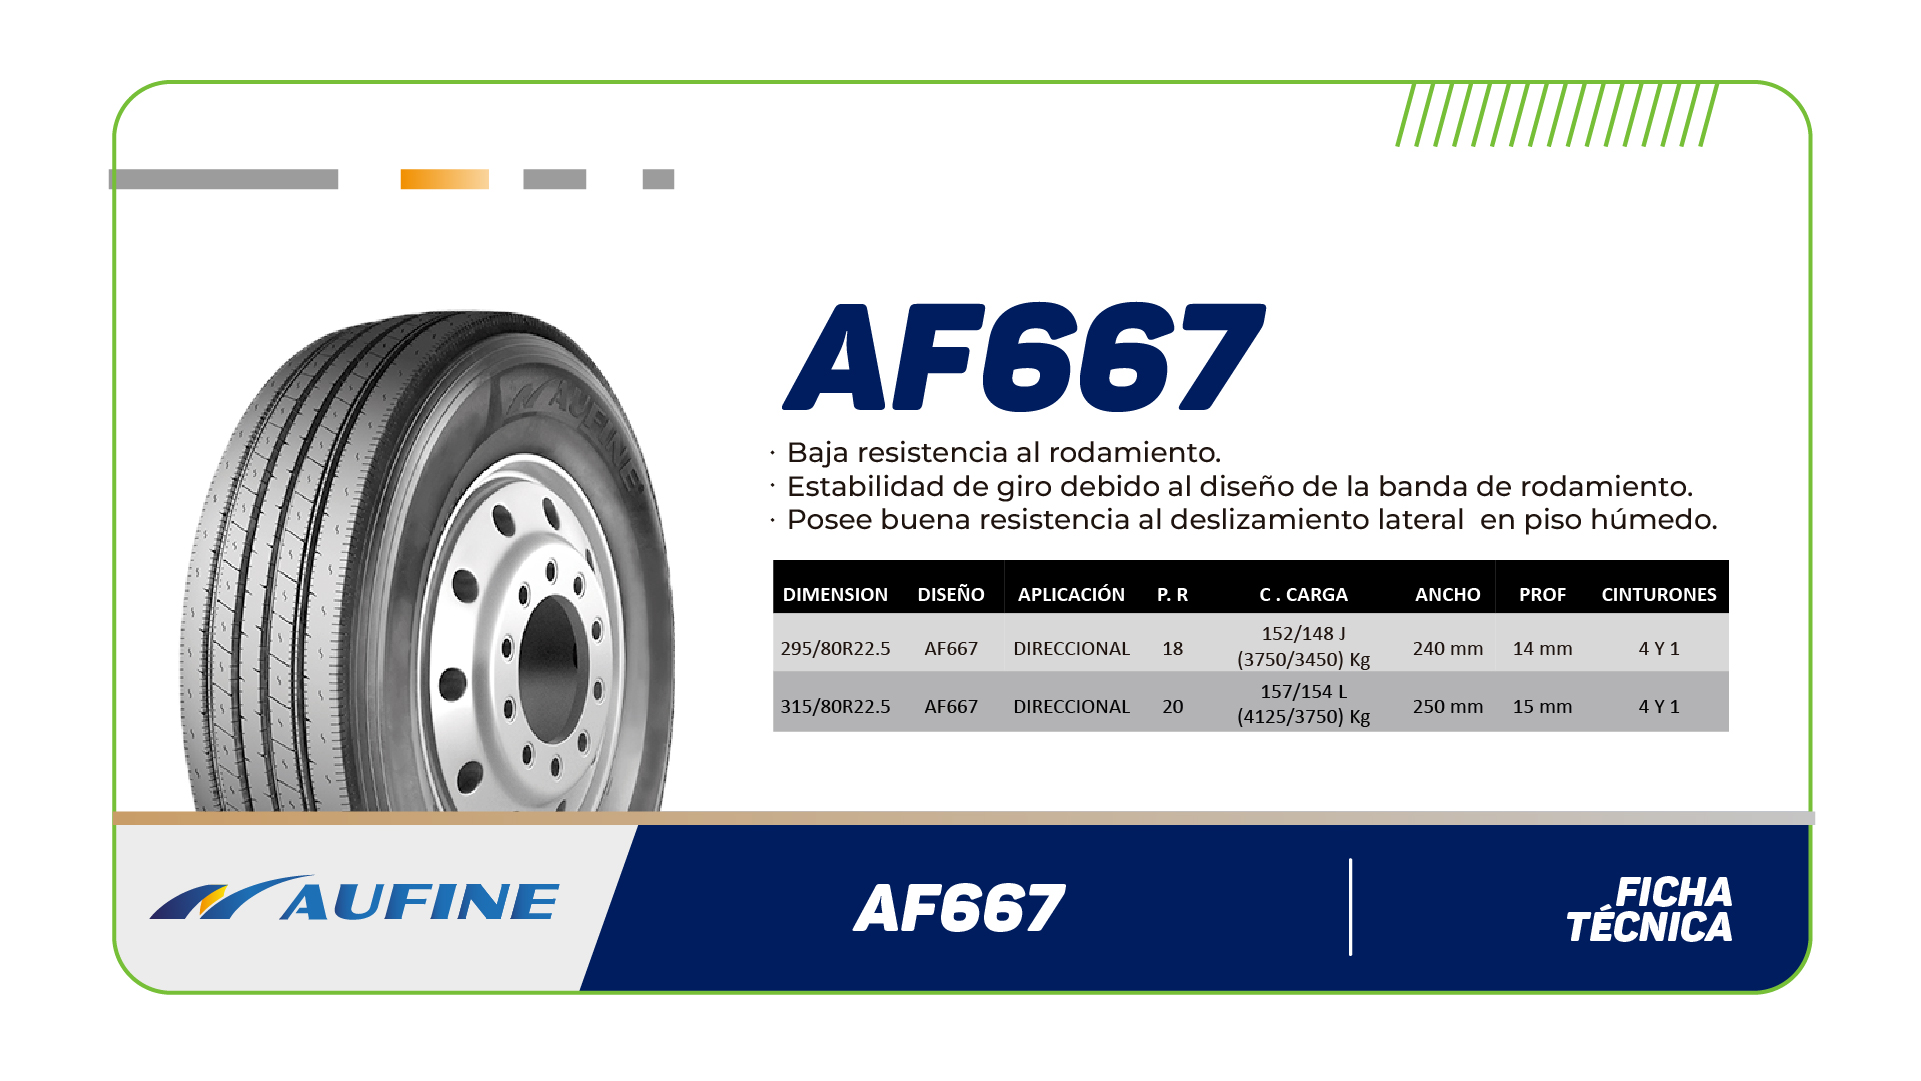 AF667
· Baja resistencia al rodamiento.
· Estabilidad de giro debido al diseño de la banda de rodamiento.
· Posee buena resistencia al deslizamiento lateral  en piso húmedo.
DIMENSION DISEÑO APLICACIÓN P. R C . CARGA ANCHO PROF CINTURONES
295/80R22.5 AF667 DIRECCIONAL 18 152/148 J (3750/3450) Kg 240 mm 14 mm 4 Y 1
315/80R22.5 AF667 DIRECCIONAL 20 157/154 L (4125/3750) Kg 250 mm 15 mm 4 Y 1
AUFINE
AUFINE
AF667
FICHA
TÉCNICA